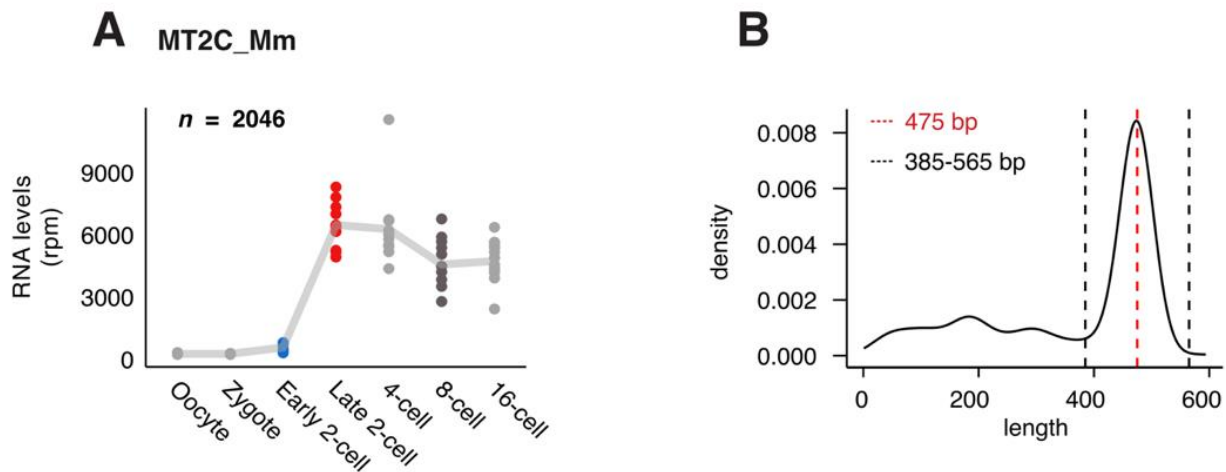 A MT2C_Mm
n = 2046
RNA levels
(rpm)
9000
6000
3000
0
Oocyte
Zygote
Early 2-cell
Late 2-cell
4-cell
8-cell
16-cell
B
475 bp
385-565 bp
density
0.008
0.006
0.004
0.002
0.000
0 200 400 600
length